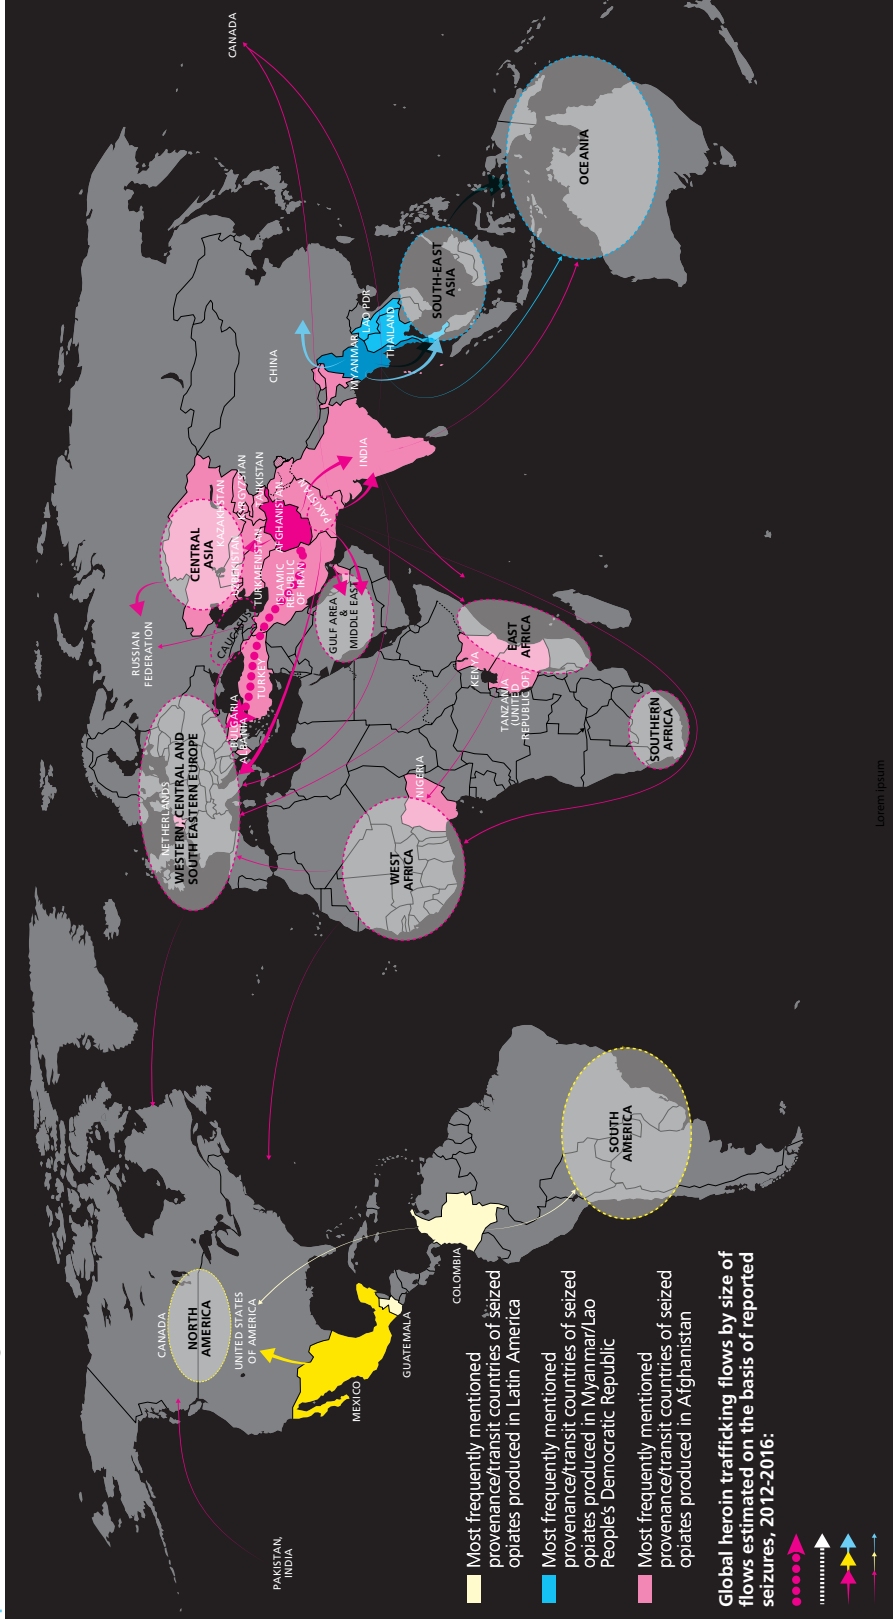 CANADA
NORTH
AMERICA
UNITED STATES
OF AMERICA
MEXICO
GUATEMALA
COLOMBIA
SOUTH
AMERICA
PAKISTAN,
INDIA
NETHERLANDS
WESTERN, CENTRAL AND
SOUTH EASTERN EUROPE
BULGARIA
ALBANIA
TURKEY
CAUCASUS
RUSSIAN
FEDERATION
CENTRAL
ASIA
KAZAKHSTAN
KYRGYZSTAN
TAJIKISTAN
UZBEKISTAN
TURKMENISTAN
AFGHANISTAN
ISLAMIC
REPUBLIC
OF IRAN
PAKISTAN
INDIA
GULF AREA
&
MIDDLE EAST
WEST
AFRICA
NIGERIA
KENYA
TANZANIA
(UNITED
REPUBLIC OF)
EAST
AFRICA
SOUTHERN
AFRICA
CHINA
MYANMAR
LAO PDR
THAILAND
SOUTH-EAST
ASIA
OCEANIA
CANADA
Most frequently mentioned
provenance/transit countries of seized
opiates produced in Latin America
Most frequently mentioned
provenance/transit countries of seized
opiates produced in Myanmar/Lao
People's Democratic Republic
Most frequently mentioned
provenance/transit countries of seized
opiates produced in Afghanistan
Global heroin trafficking flows by size of
flows estimated on the basis of reported
seizures, 2012-2016:
Lorem ipsum